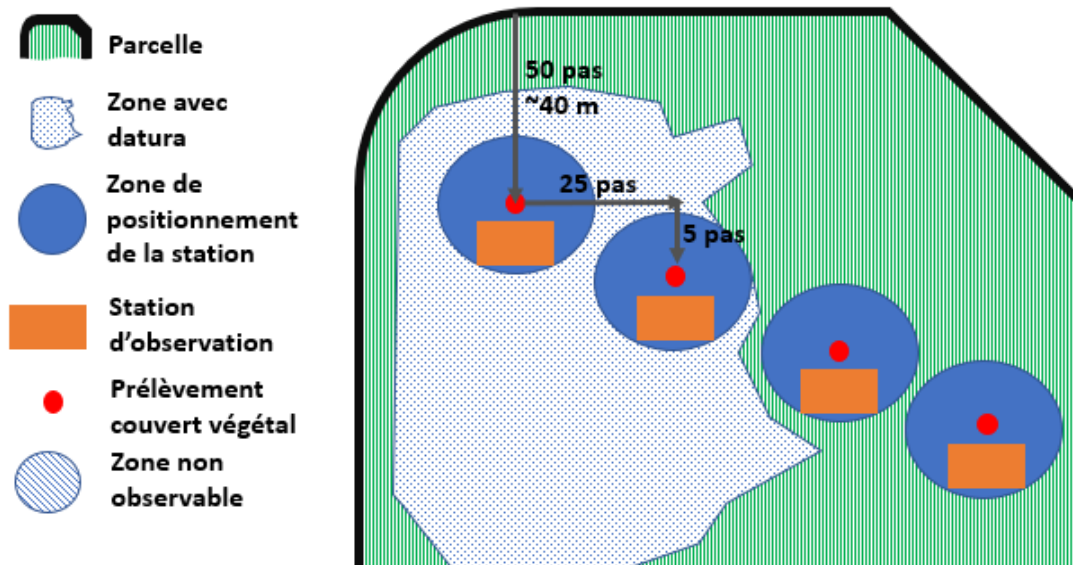 Parcelle
Zone avec
datura
Zone de
positionnement
de la station
Station
d'observation
Prélèvement
couvert végétal
Zone non
observable
50 pas
~40 m
25 pas
5 pas